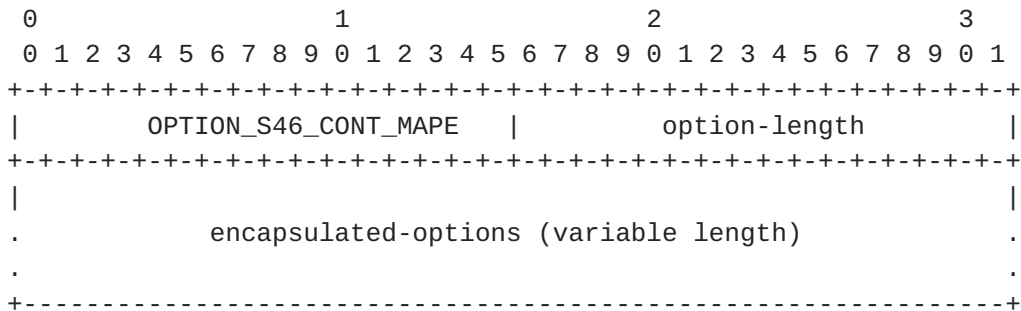 0                   1                   2                   3
 0 1 2 3 4 5 6 7 8 9 0 1 2 3 4 5 6 7 8 9 0 1 2 3 4 5 6 7 8 9 0 1
+-+-+-+-+-+-+-+-+-+-+-+-+-+-+-+-+-+-+-+-+-+-+-+-+-+-+-+-+-+-+-+-+
|        OPTION_S46_CONT_MAPE   |         option-length         |
+-+-+-+-+-+-+-+-+-+-+-+-+-+-+-+-+-+-+-+-+-+-+-+-+-+-+-+-+-+-+-+-+
|                                                               |
.            encapsulated-options (variable length)             .
.                                                               .
+---------------------------------------------------------------+